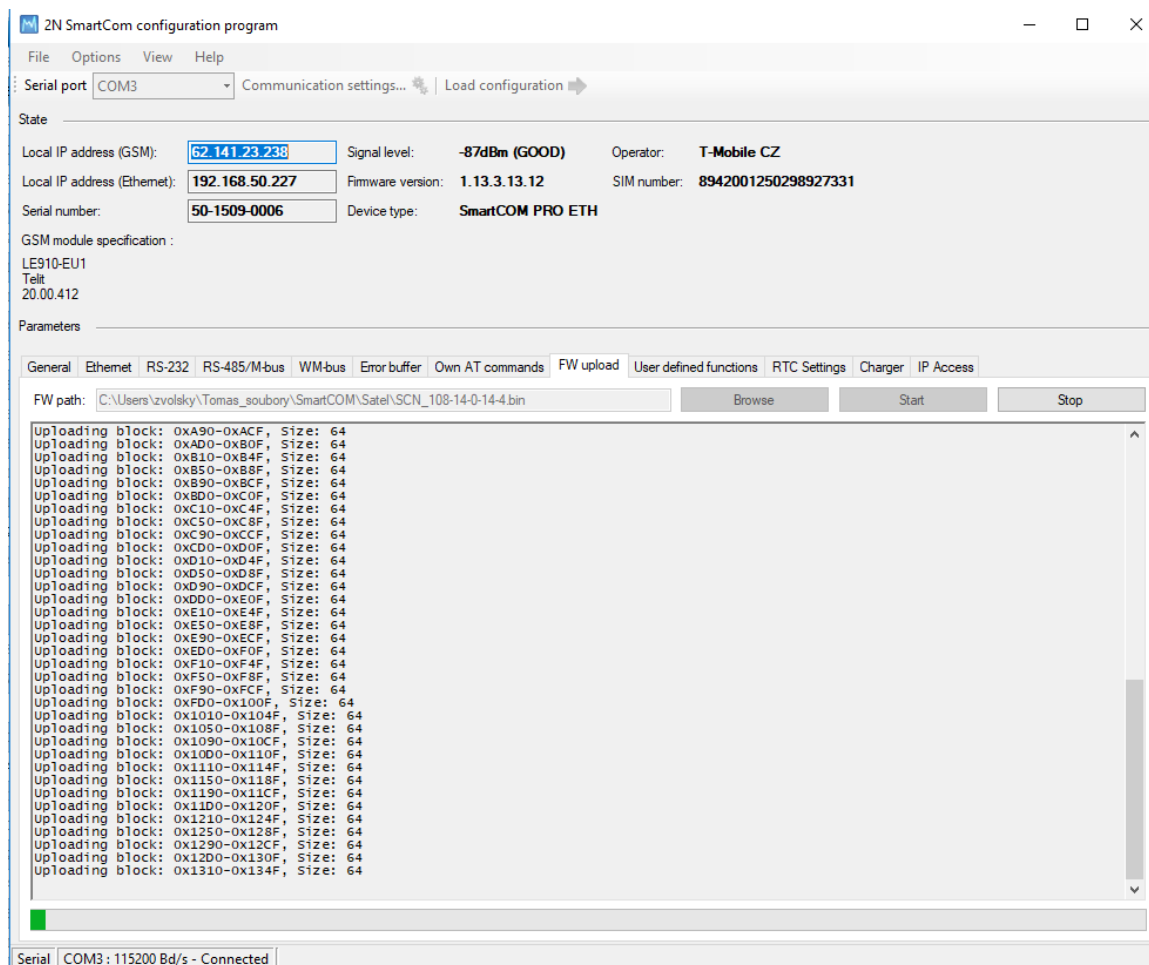 2N SmartCom configuration program
File Options View Help
Serial port COM3 Communication settings... Load configuration
State
Local IP address (GSM): 62.141.23.238 Signal level: -87dBm (GOOD) Operator: T-Mobile CZ
Local IP address (Ethernet): 192.168.50.227 Firmware version: 1.13.3.13.12 SIM number: 8942001250298927331
Serial number: 50-1509-0006 Device type: SmartCOM PRO ETH
GSM module specification :
LE910-EU1
Telit
20.00.412
Parameters
General Ethernet RS-232 RS-485/M-bus WM-bus Error buffer Own AT commands FW upload User defined functions RTC Settings Charger IP Access
FW path: C:\Users\zvolsky\Tomas_soubory\SmartCOM\Satel\SCN_108-14-0-14-4.bin Browse Start Stop
Uploading block: 0xA90-0xACF, Size: 64
Uploading block: 0xAD0-0xB0F, Size: 64
Uploading block: 0xB10-0xB4F, Size: 64
Uploading block: 0xB50-0xB8F, Size: 64
Uploading block: 0xB90-0xBCF, Size: 64
Uploading block: 0xBD0-0xC0F, Size: 64
Uploading block: 0xC10-0xC4F, Size: 64
Uploading block: 0xC50-0xC8F, Size: 64
Uploading block: 0xC90-0xCCF, Size: 64
Uploading block: 0xCD0-0xD0F, Size: 64
Uploading block: 0xD10-0xD4F, Size: 64
Uploading block: 0xD50-0xD8F, Size: 64
Uploading block: 0xD90-0xDCF, Size: 64
Uploading block: 0xDD0-0xE0F, Size: 64
Uploading block: 0xE10-0xE4F, Size: 64
Uploading block: 0xE50-0xE8F, Size: 64
Uploading block: 0xE90-0xECF, Size: 64
Uploading block: 0xED0-0xF0F, Size: 64
Uploading block: 0xF10-0xF4F, Size: 64
Uploading block: 0xF50-0xF8F, Size: 64
Uploading block: 0xF90-0xFCF, Size: 64
Uploading block: 0xFD0-0x100F, Size: 64
Uploading block: 0x1010-0x104F, Size: 64
Uploading block: 0x1050-0x108F, Size: 64
Uploading block: 0x1090-0x10CF, Size: 64
Uploading block: 0x10D0-0x110F, Size: 64
Uploading block: 0x1110-0x114F, Size: 64
Uploading block: 0x1150-0x118F, Size: 64
Uploading block: 0x1190-0x11CF, Size: 64
Uploading block: 0x11D0-0x120F, Size: 64
Uploading block: 0x1210-0x124F, Size: 64
Uploading block: 0x1250-0x128F, Size: 64
Uploading block: 0x1290-0x12CF, Size: 64
Uploading block: 0x12D0-0x130F, Size: 64
Uploading block: 0x1310-0x134F, Size: 64
Serial COM3 : 115200 Bd/s - Connected